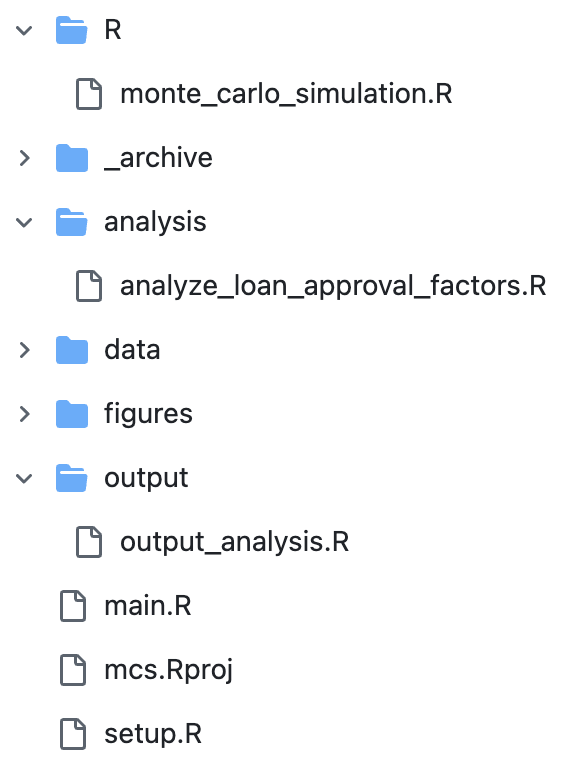 R
monte_carlo_simulation.R
_archive
analysis
analyze_loan_approval_factors.R
data
figures
output
output_analysis.R
main.R
mcs.Rproj
setup.R